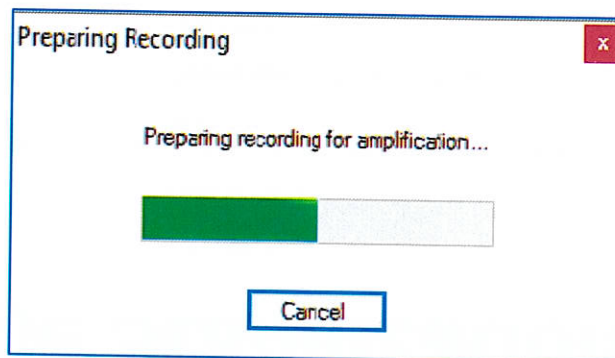 Preparing Recording
x
Preparing recording for amplification...
Cancel